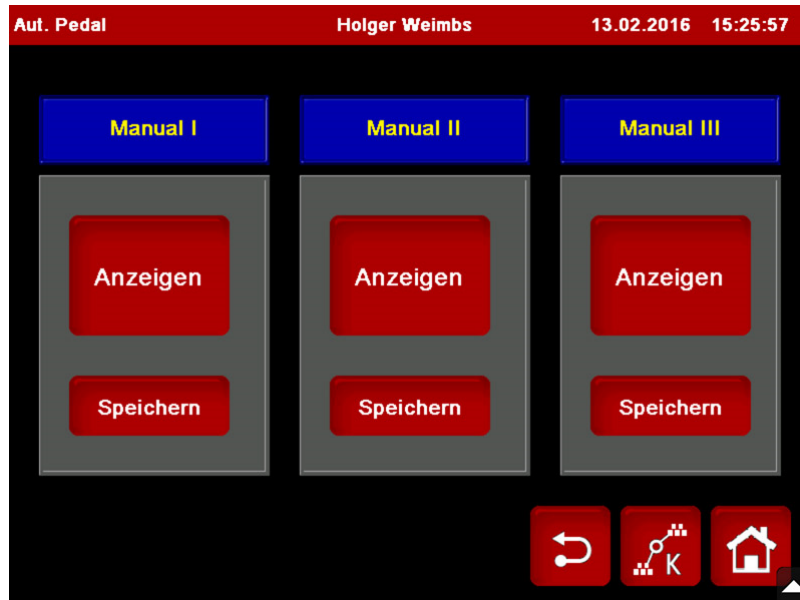 Aut. Pedal Holger Weimbs 13.02.2016 15:25:57
Manual I Manual II Manual III
Anzeigen Anzeigen Anzeigen
Speichern Speichern Speichern
K